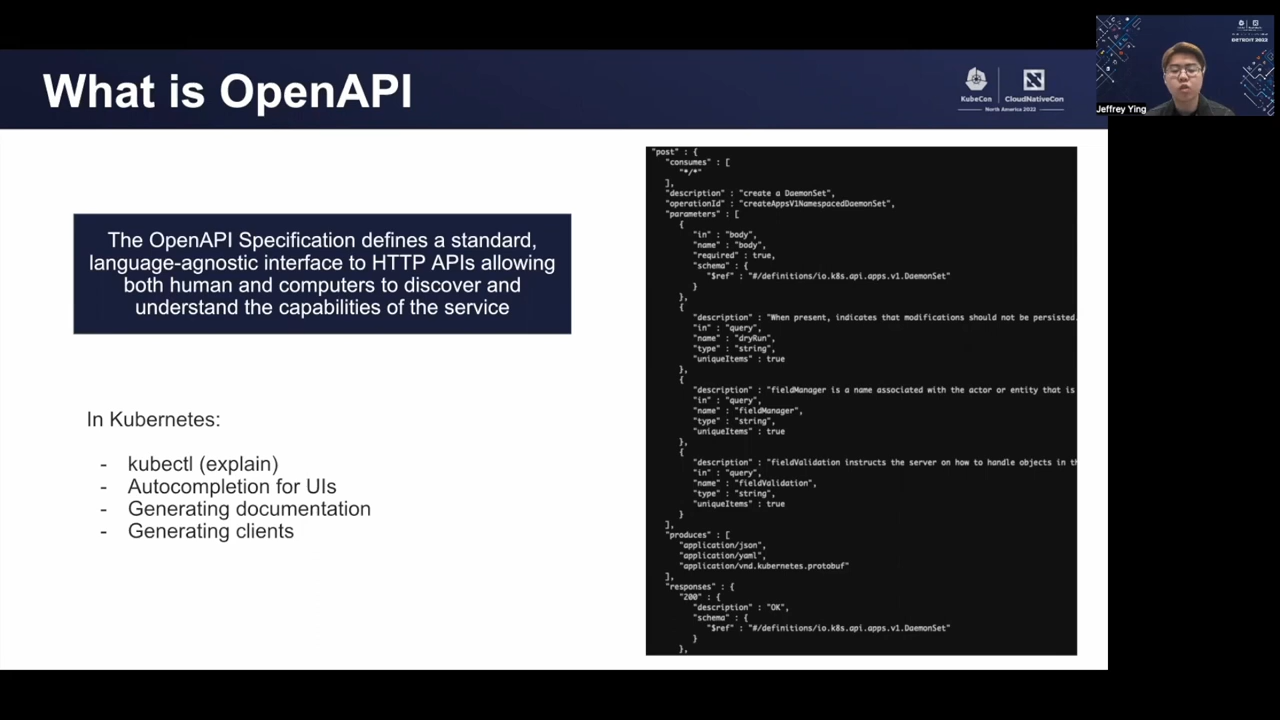 What is OpenAPI
KubeCon
CloudNativeCon
North America 2022
DETROIT 2022
Jeffrey Ying
The OpenAPI Specification defines a standard,
language-agnostic interface to HTTP APIs allowing
both human and computers to discover and
understand the capabilities of the service
In Kubernetes:
- kubectl (explain)
- Autocompletion for UIs
- Generating documentation
- Generating clients
"post" : {
"consumes" : [
"*/*"
],
"description" : "create a DaemonSet",
"operationId" : "createAppsV1NamespacedDaemonSet",
"parameters" : [
{
"in" : "body",
"name" : "body",
"required" : true,
"schema" : {
"$ref" : "#/definitions/io.k8s.api.apps.v1.DaemonSet"
}
},
{
"description" : "When present, indicates that modifications should not be persisted.
"in" : "query",
"name" : "dryRun",
"type" : "string",
"uniqueItems" : true
},
{
"description" : "fieldManager is a name associated with the actor or entity that is
"in" : "query",
"name" : "fieldManager",
"type" : "string",
"uniqueItems" : true
},
{
"description" : "fieldValidation instructs the server on how to handle objects in th
"in" : "query",
"name" : "fieldValidation",
"type" : "string",
"uniqueItems" : true
}
],
"produces" : [
"application/json",
"application/yaml",
"application/vnd.kubernetes.protobuf"
],
"responses" : {
"200" : {
"description" : "OK",
"schema" : {
"$ref" : "#/definitions/io.k8s.api.apps.v1.DaemonSet"
}
},